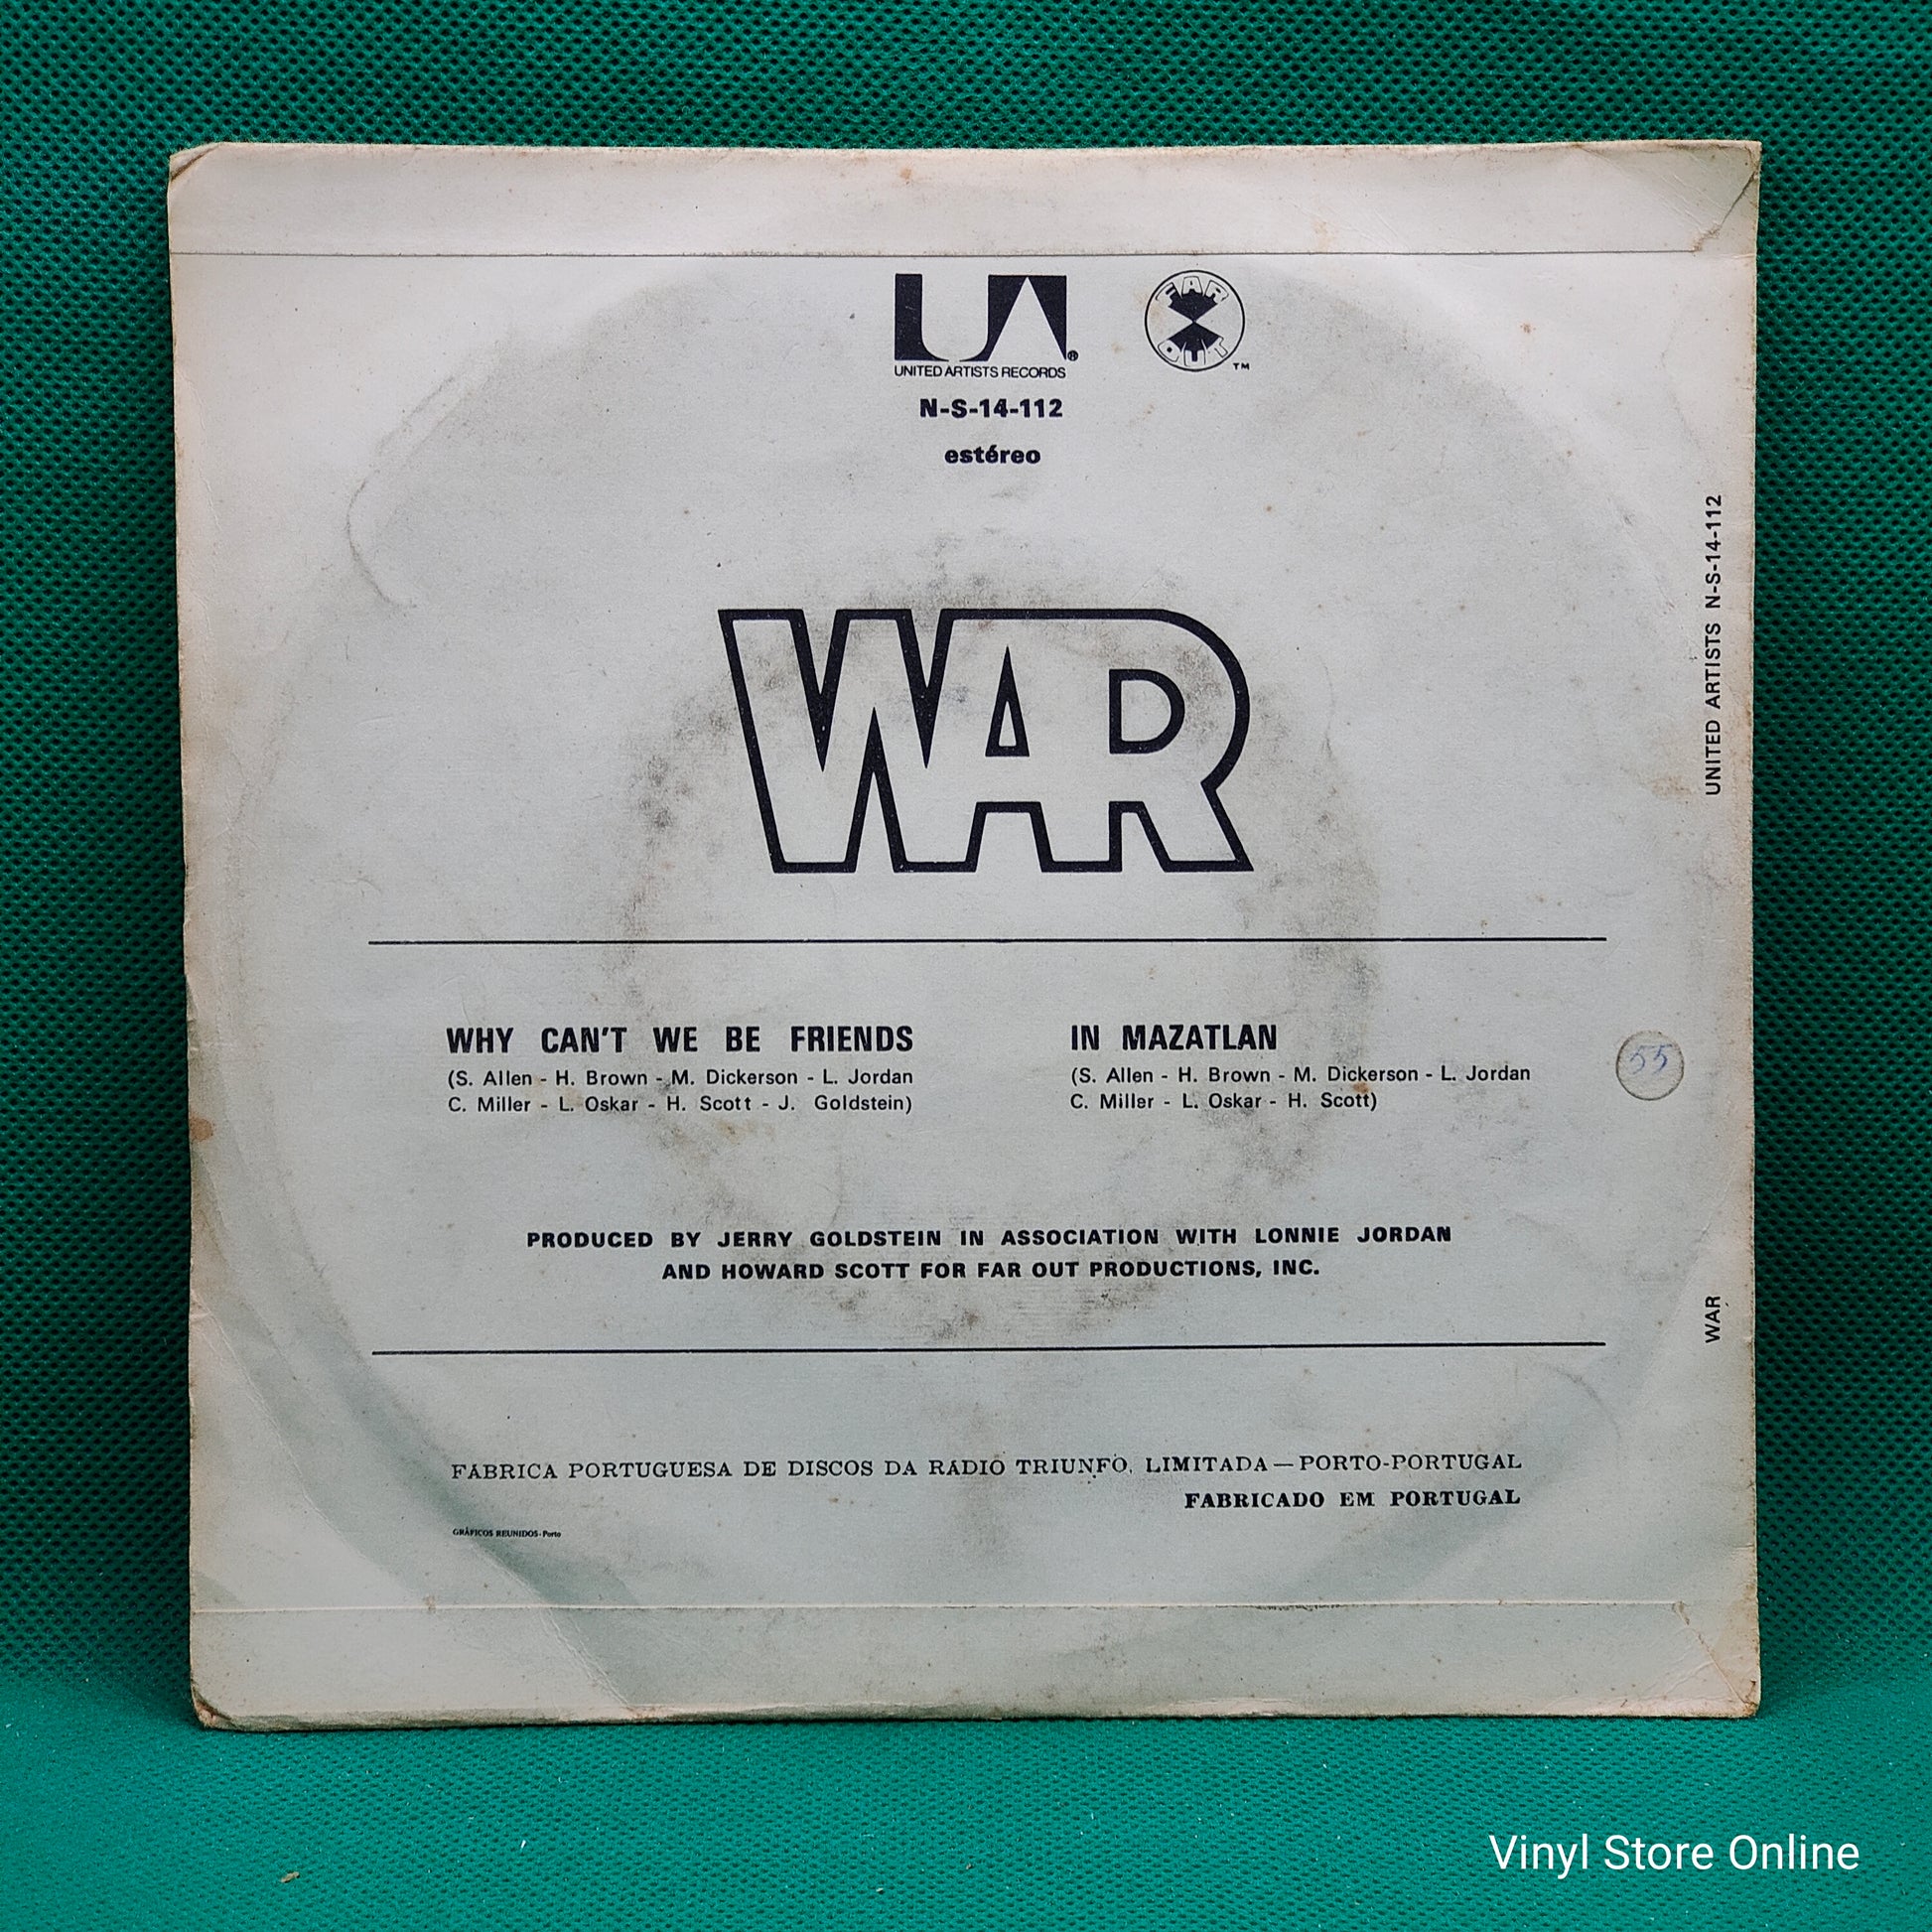 UA®
UNITED ARTISTS RECORDS
FAR OUT ™
N-S-14-112
estéreo
WAR
WHY CAN'T WE BE FRIENDS
(S. Allen - H. Brown - M. Dickerson - L. Jordan
C. Miller - L. Oskar - H. Scott - J. Goldstein)
IN MAZATLAN
(S. Allen - H. Brown - M. Dickerson - L. Jordan
C. Miller - L. Oskar - H. Scott)
55
PRODUCED BY JERRY GOLDSTEIN IN ASSOCIATION WITH LONNIE JORDAN
AND HOWARD SCOTT FOR FAR OUT PRODUCTIONS, INC.
FÁBRICA PORTUGUESA DE DISCOS DA RÁDIO TRIUNFO, LIMITADA — PORTO-PORTUGAL
FABRICADO EM PORTUGAL
GRÁFICOS REUNIDOS - Porto
WAR UNITED ARTISTS N-S-14-112
Vinyl Store Online